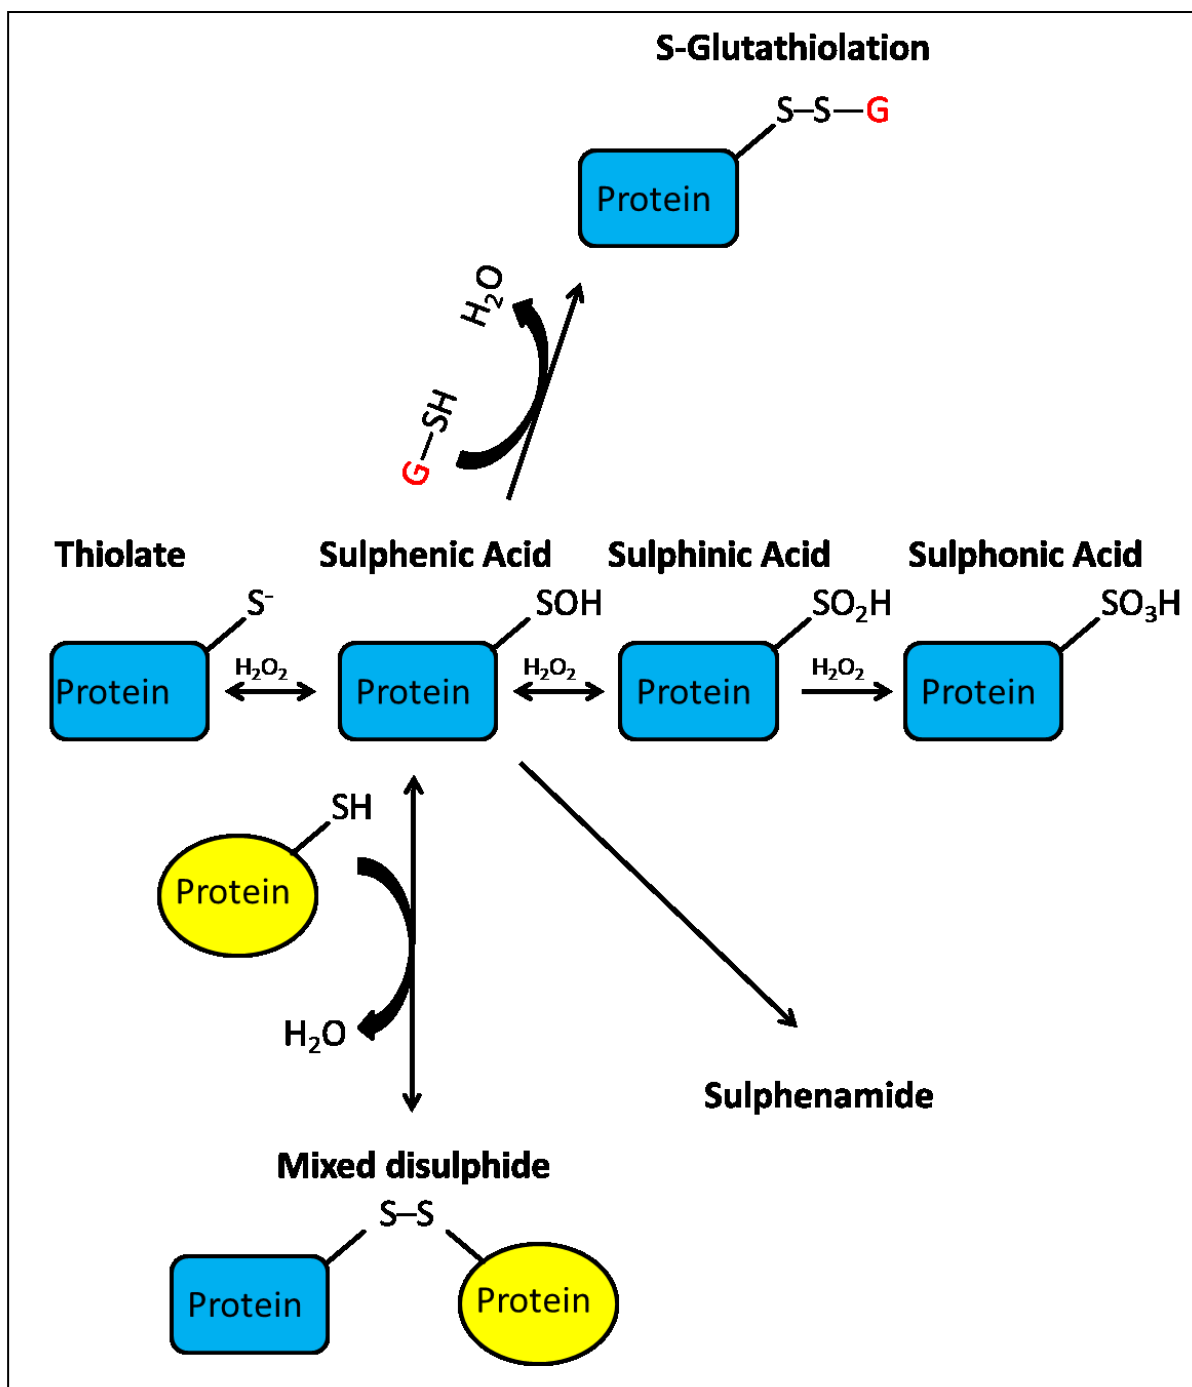 S-Glutathiolation
S–S—G
Protein
H₂O
G–SH
Thiolate
Sulphenic Acid
Sulphinic Acid
Sulphonic Acid
S⁻
SOH
SO₂H
SO₃H
Protein
H₂O₂
Protein
H₂O₂
Protein
H₂O₂
Protein
SH
Protein
H₂O
Sulphenamide
Mixed disulphide
S–S
Protein
Protein